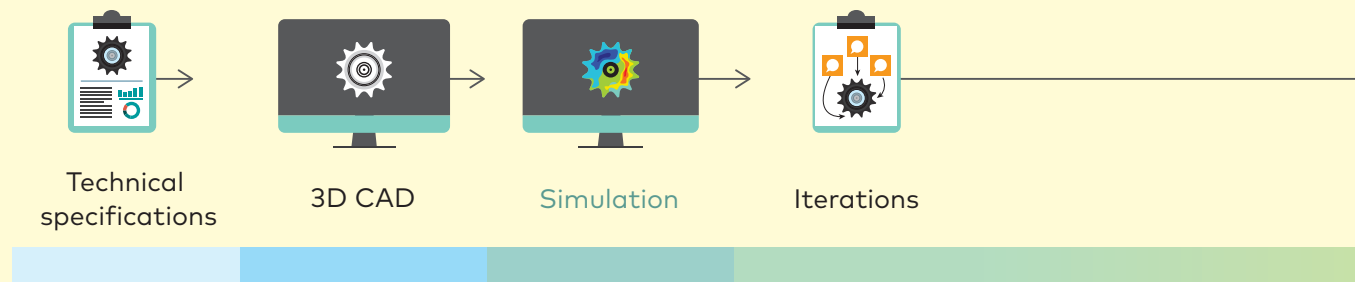 Technical
specifications
3D CAD
Simulation
Iterations